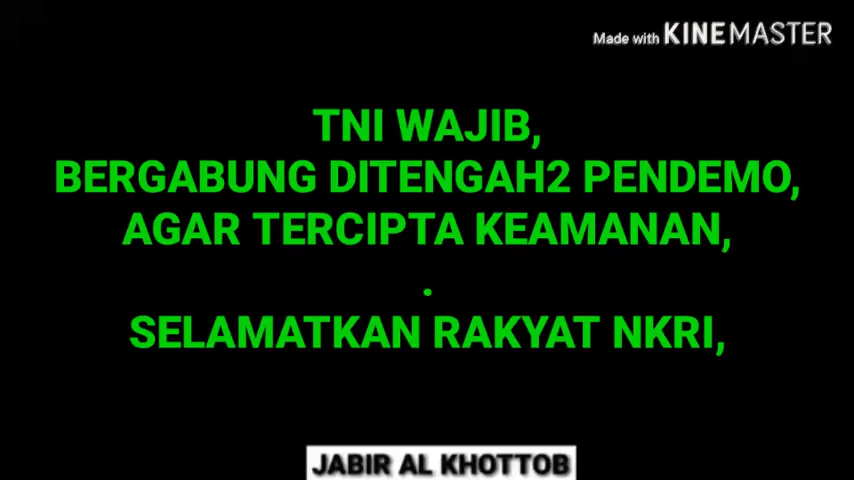 Made with KINEMASTER
TNI WAJIB,
BERGABUNG DITENGAH2 PENDEMO,
AGAR TERCIPTA KEAMANAN,
.
SELAMATKAN RAKYAT NKRI,
JABIR AL KHOTTOB